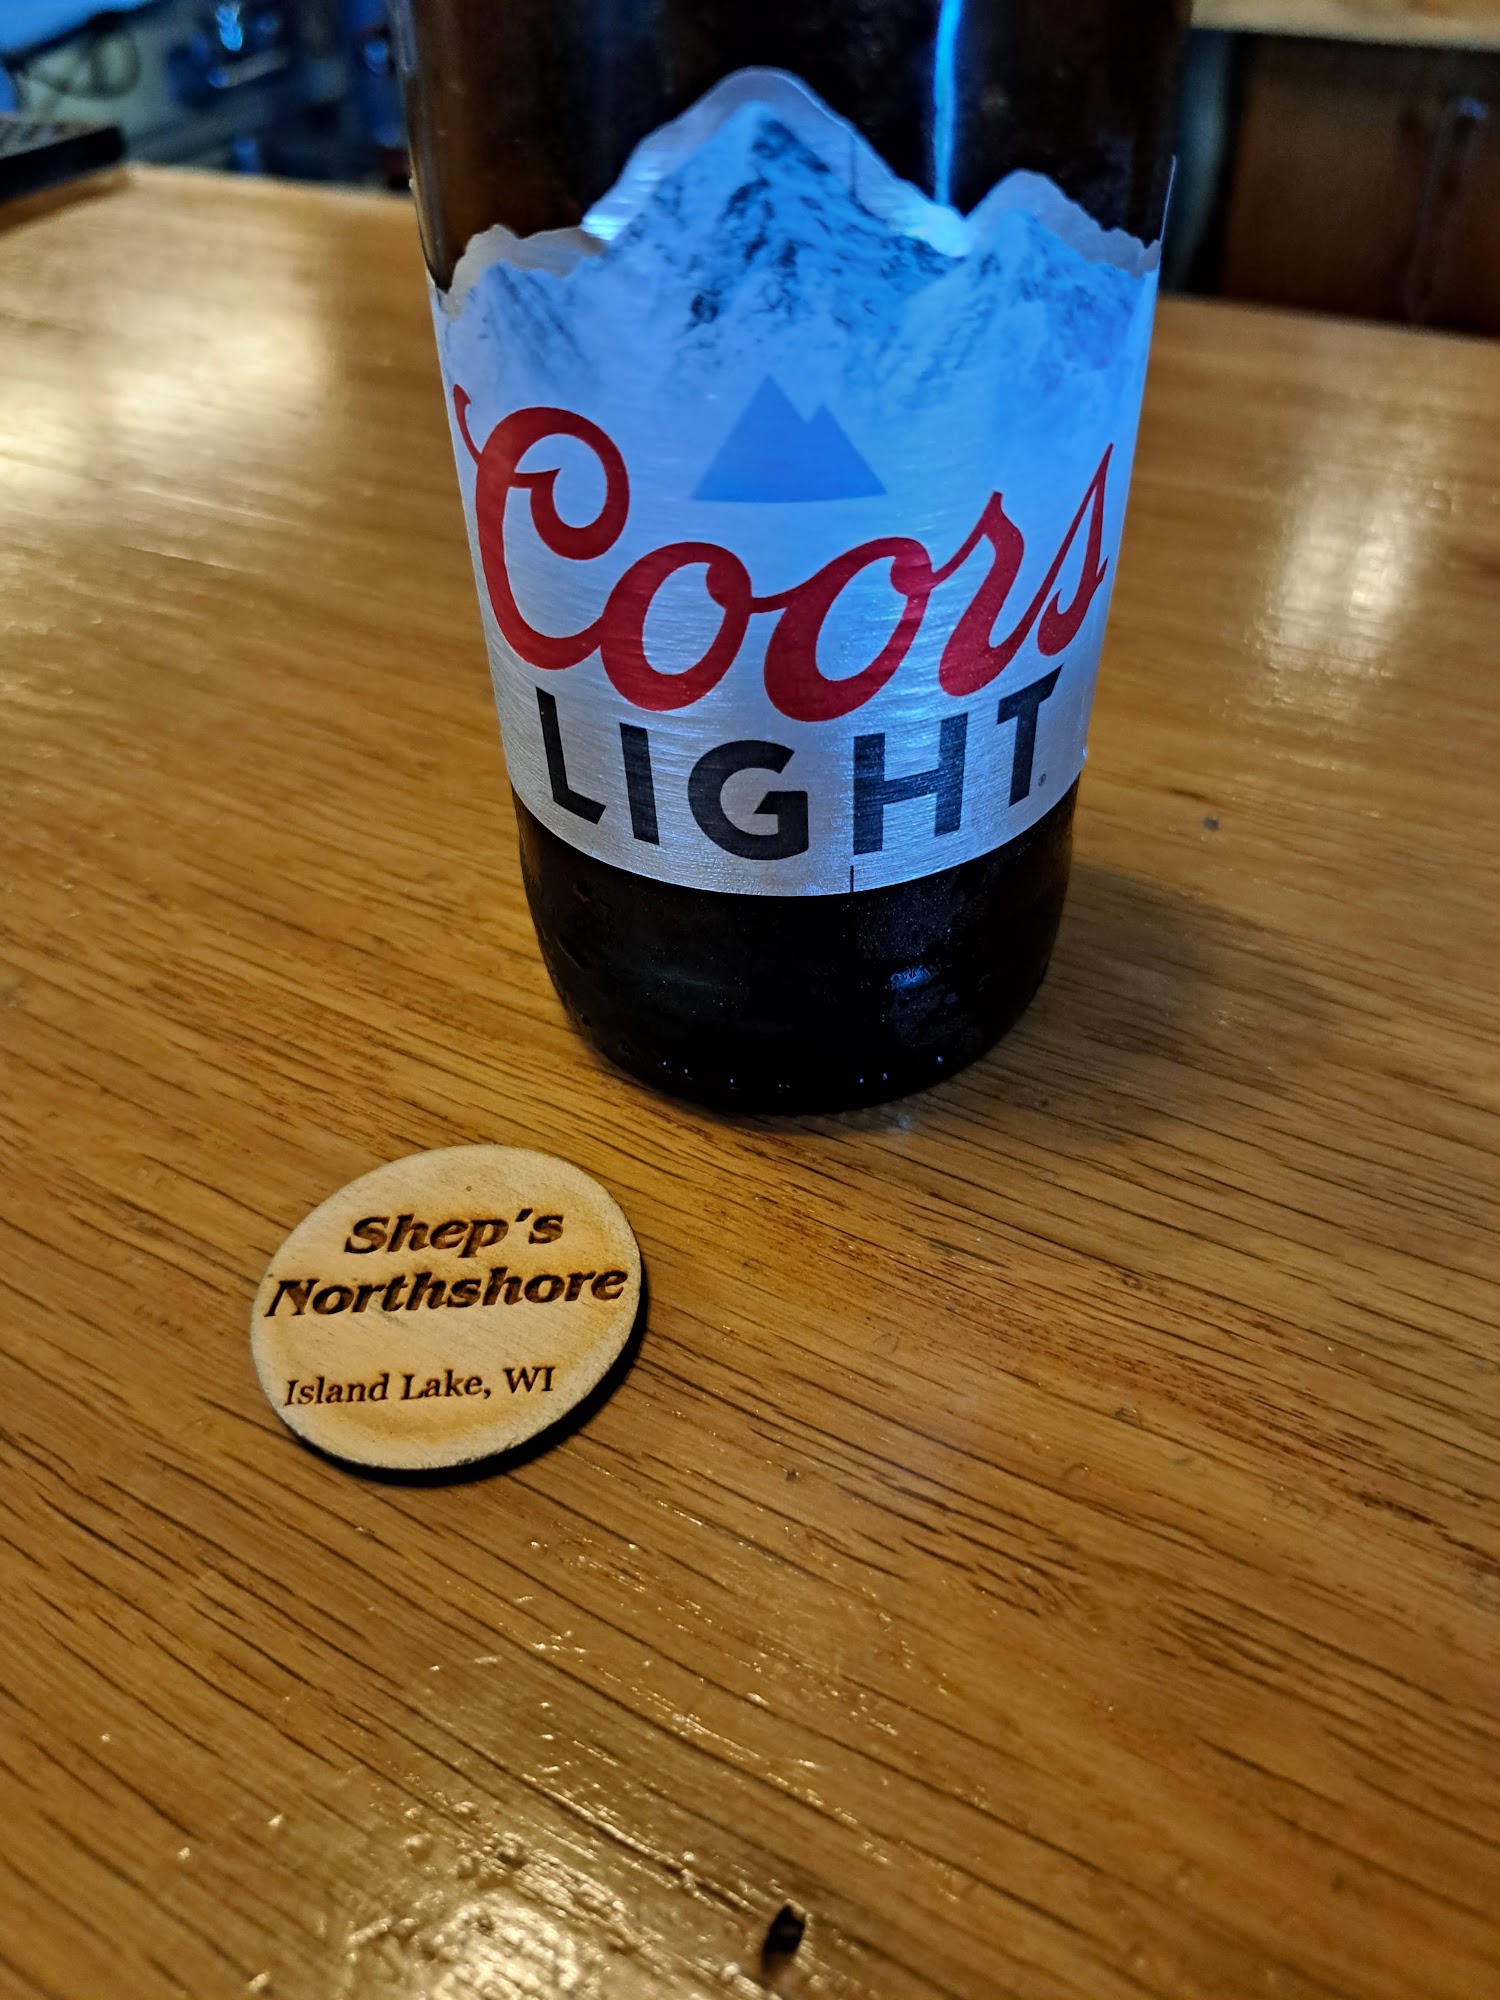 Coors
LIGHT
Shep's
Northshore
Island Lake, WI